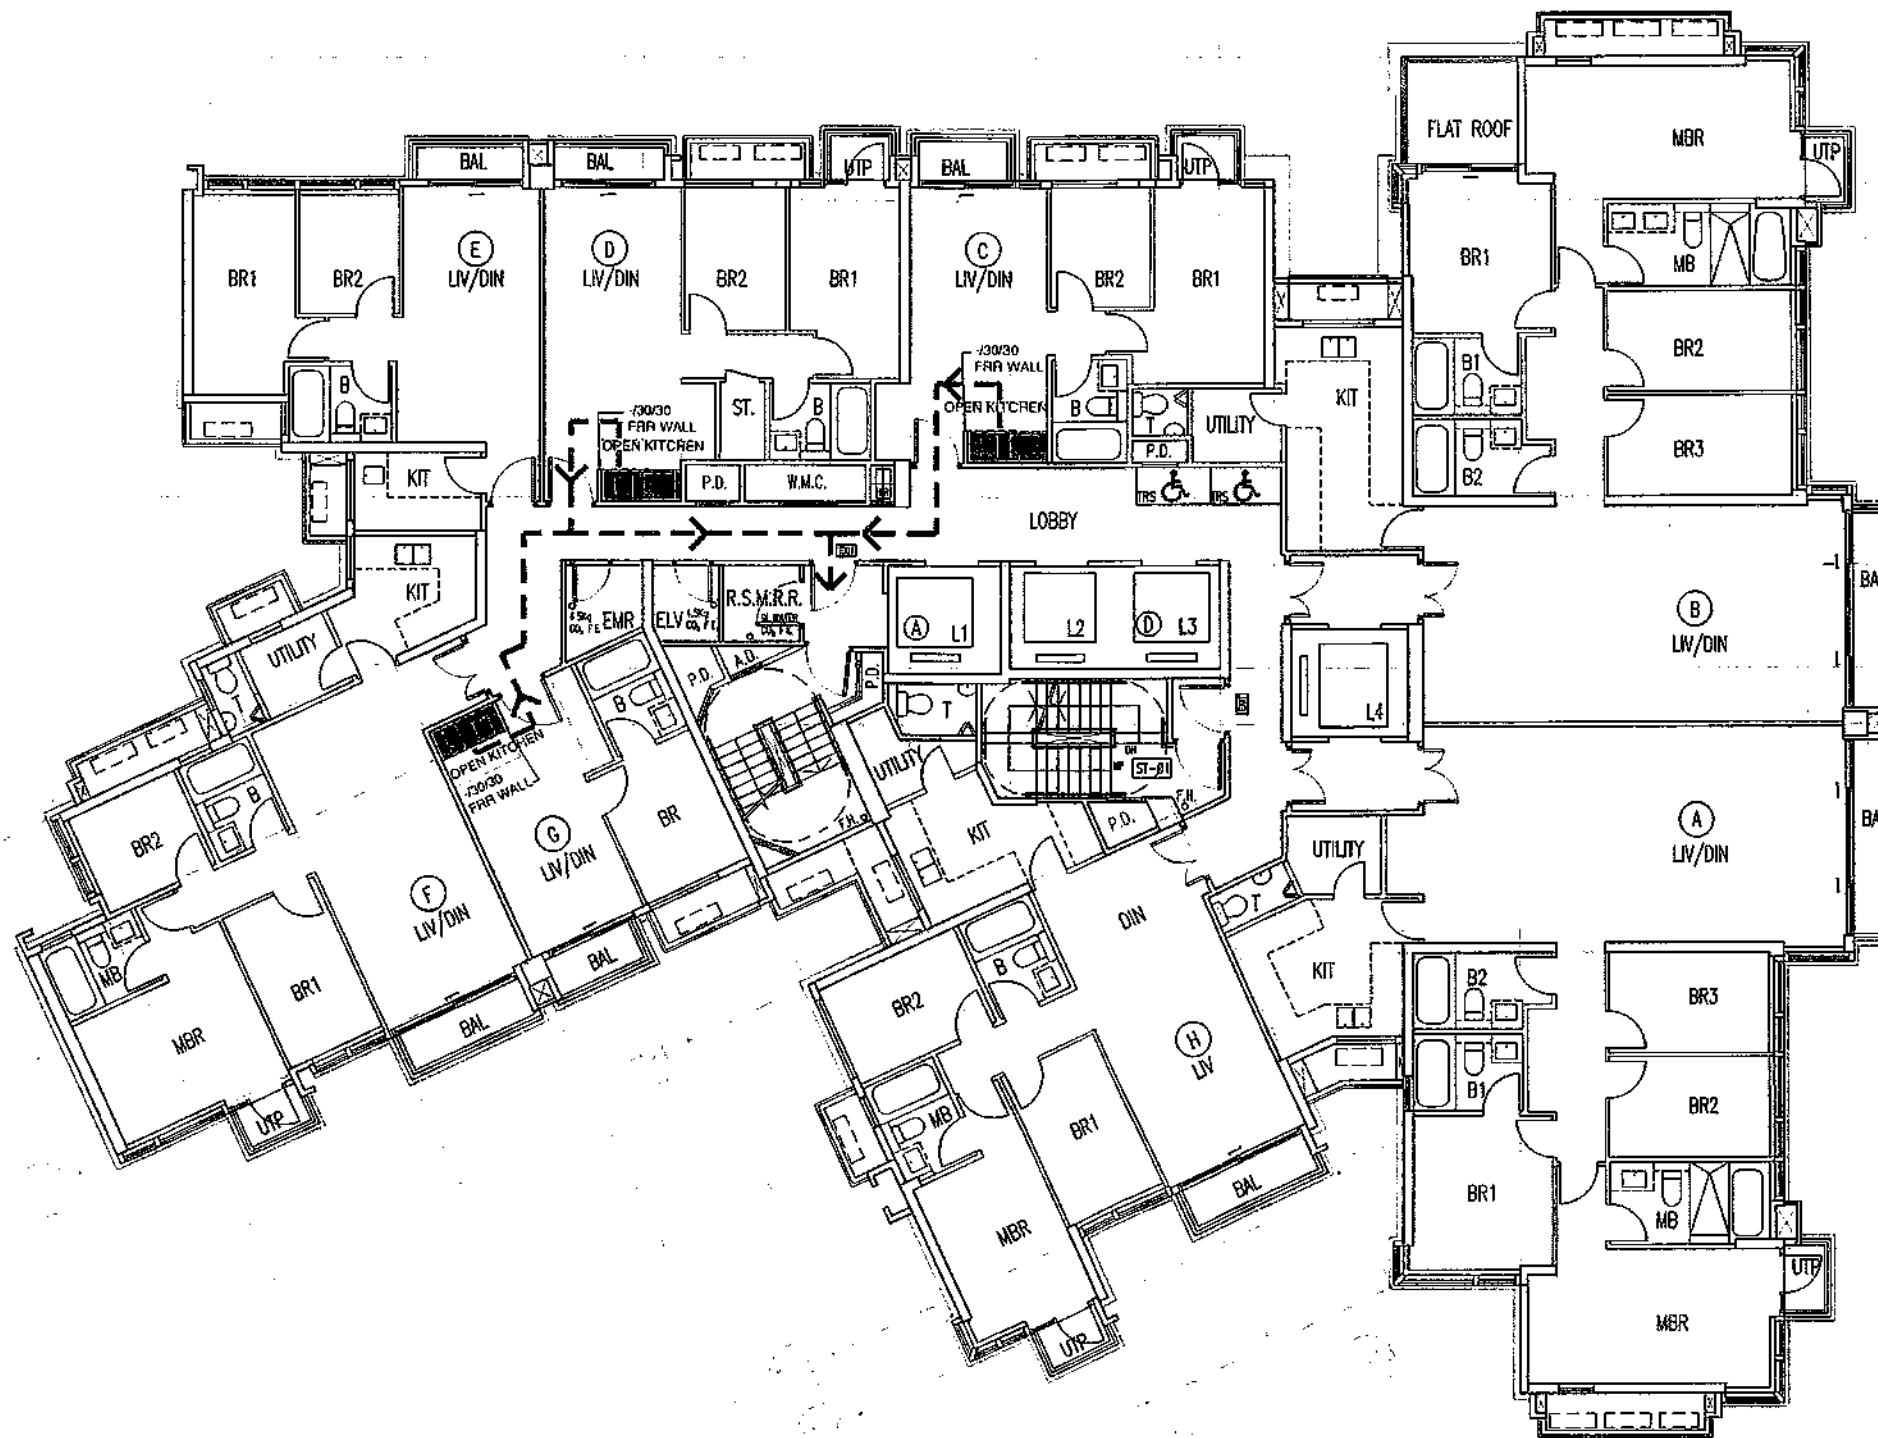 FLAT ROOF
MBR
UTP
BAL
BAL
UTP
BAL
UTP
E
LIV/DIN
D
LIV/DIN
C
LIV/DIN
BR1
BR2
BR2
BR1
BR2
BR1
BR1
MB
BR2
B1
BR3
B2
-/30/30
FRR WALL
OPEN KITCHEN
-/30/30
FRR WALL
OPEN KITCHEN
B
ST.
B
B
T
P.D.
UTILITY
KIT
KIT
P.D.
W.M.C.
TRS
TRS
LOBBY
KIT
EMR
ELV
R.S.M.R.R.
A
L1
L2
D
L3
B
LIV/DIN
BA
L4
UTILITY
T
P.D.
A.D.
P.D.
B
T
UTILITY
ST-01
F.H.
F.H.
KIT
P.D.
OPEN KITCHEN
-/30/30
FRR WALL
G
LIV/DIN
BR
B
BR2
F
LIV/DIN
MB
BR1
MBR
BAL
BAL
UTP
A
LIV/DIN
BA
UTILITY
T
KIT
DIN
B
BR2
H
LIV
MB
BR1
MBR
BAL
UTP
B2
BR3
B1
BR2
BR1
MB
UTP
MBR